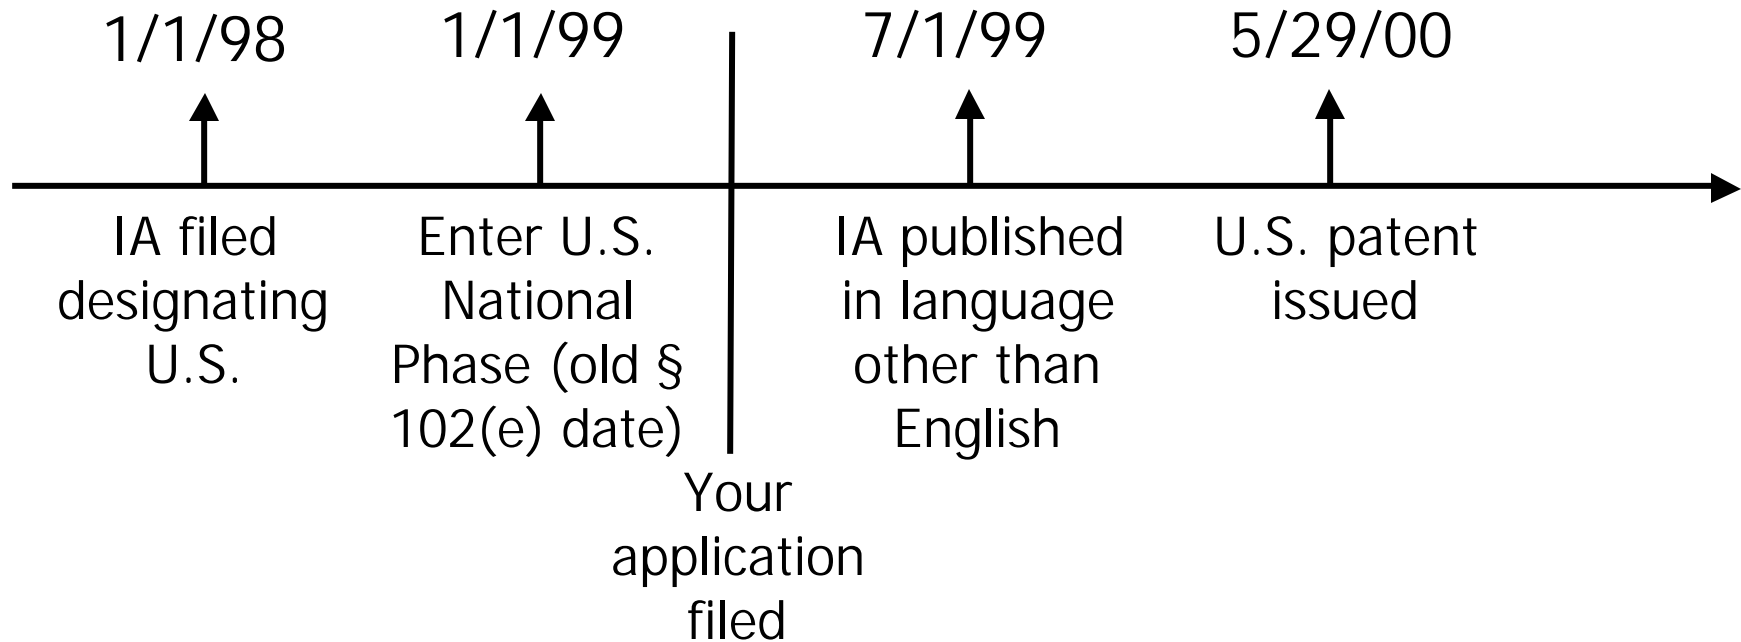 1/1/98
1/1/99
7/1/99
5/29/00
IA filed
designating
U.S.
Enter U.S.
National
Phase (old §
102(e) date)
Your
application
filed
IA published
in language
other than
English
U.S. patent
issued